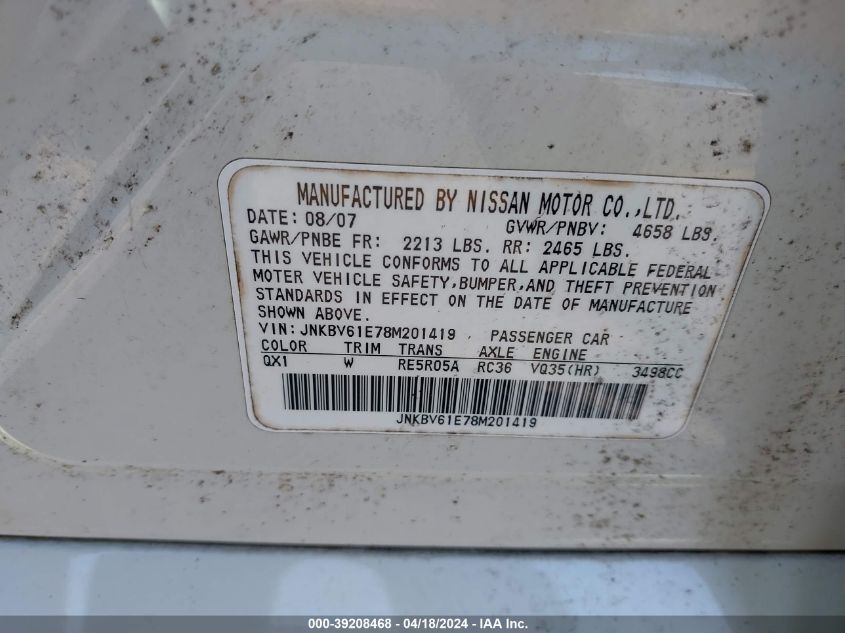 MANUFACTURED BY NISSAN MOTOR CO.,LTD.
DATE: 08/07 GVWR/PNBV: 4658 LBS.
GAWR/PNBE FR: 2213 LBS. RR: 2465 LBS.
THIS VEHICLE CONFORMS TO ALL APPLICABLE FEDERAL
MOTER VEHICLE SAFETY,BUMPER,AND THEFT PREVENTION
STANDARDS IN EFFECT ON THE DATE OF MANUFACTURE
SHOWN ABOVE.
VIN: JNKBV61E78M201419 PASSENGER CAR
COLOR TRIM TRANS AXLE ENGINE
QX1 W RE5R05A RC36 VQ35(HR) 3498CC
JNKBV61E78M201419
000-39208468 - 04/18/2024 - IAA Inc.